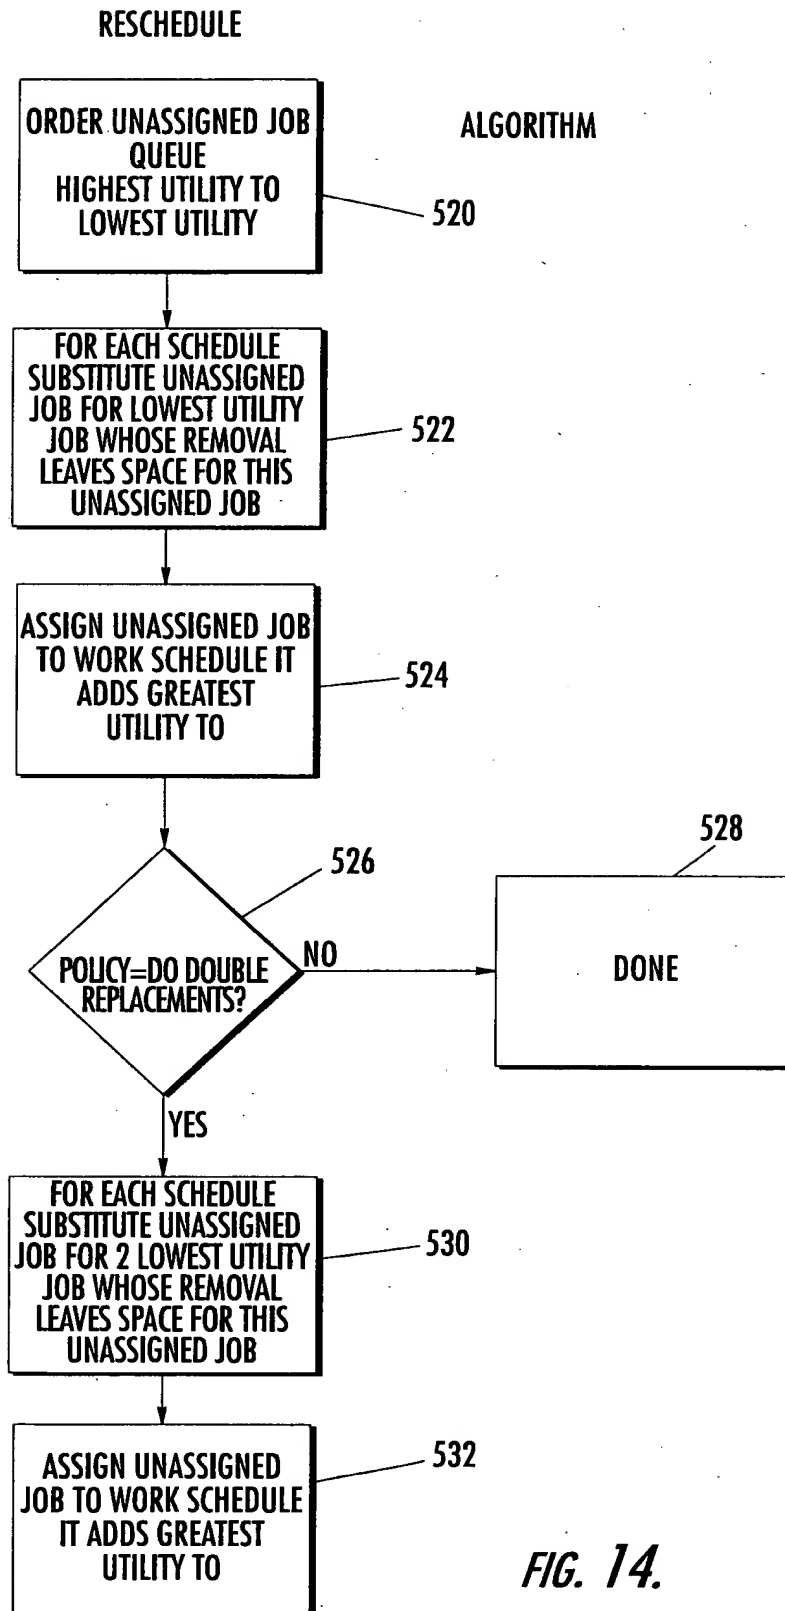 RESCHEDULE
ALGORITHM
ORDER UNASSIGNED JOB
QUEUE
HIGHEST UTILITY TO
LOWEST UTILITY
520
FOR EACH SCHEDULE
SUBSTITUTE UNASSIGNED
JOB FOR LOWEST UTILITY
JOB WHOSE REMOVAL
LEAVES SPACE FOR THIS
UNASSIGNED JOB
522
ASSIGN UNASSIGNED JOB
TO WORK SCHEDULE IT
ADDS GREATEST
UTILITY TO
524
POLICY=DO DOUBLE
REPLACEMENTS?
526
NO
528
DONE
YES
FOR EACH SCHEDULE
SUBSTITUTE UNASSIGNED
JOB FOR 2 LOWEST UTILITY
JOB WHOSE REMOVAL
LEAVES SPACE FOR THIS
UNASSIGNED JOB
530
ASSIGN UNASSIGNED
JOB TO WORK SCHEDULE
IT ADDS GREATEST
UTILITY TO
532
FIG. 14.